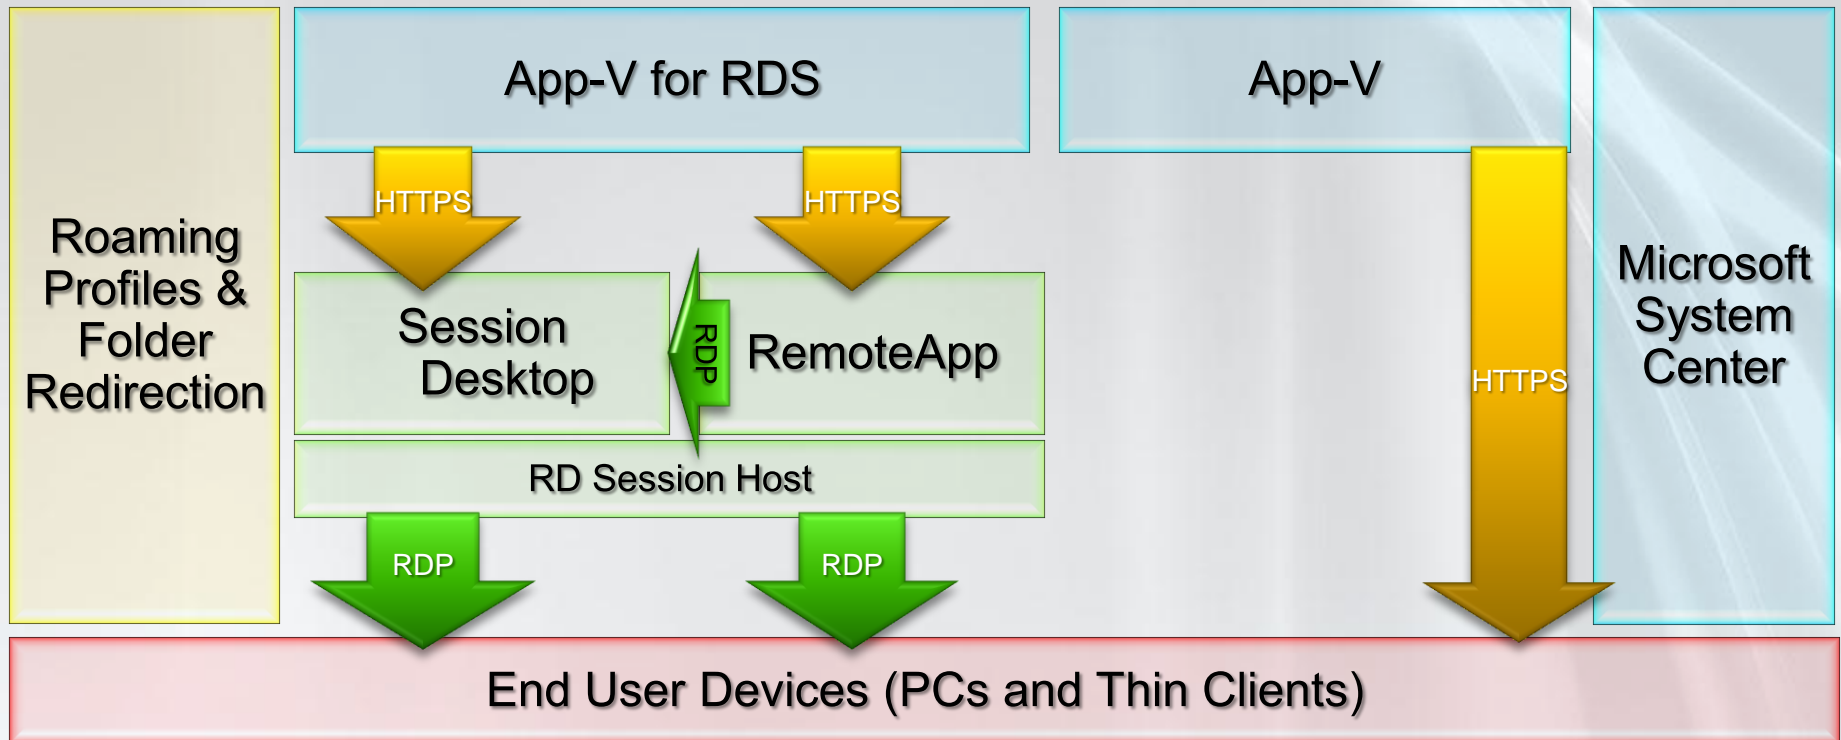 Roaming
Profiles &
Folder
Redirection
App-V for RDS
HTTPS
HTTPS
Session
Desktop
RDP
RemoteApp
RD Session Host
RDP
RDP
App-V
HTTPS
Microsoft
System
Center
End User Devices (PCs and Thin Clients)